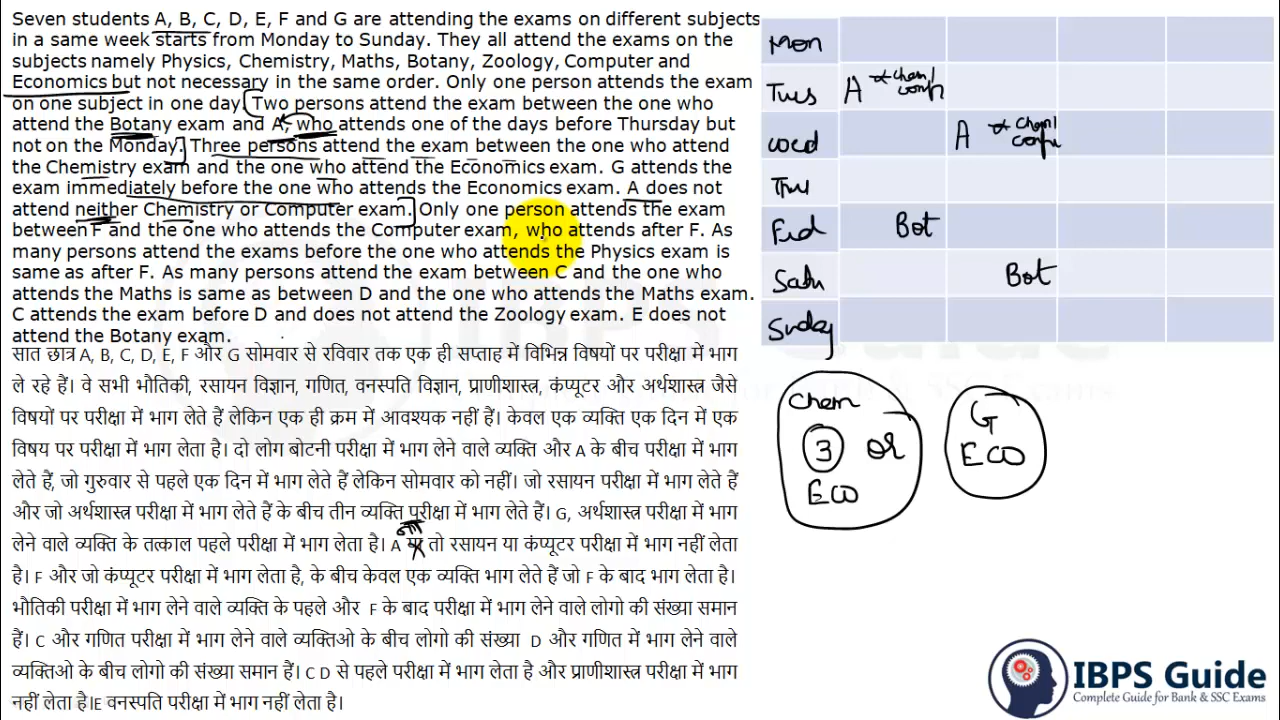 Seven students A, B, C, D, E, F and G are attending the exams on different subjects
in a same week starts from Monday to Sunday. They all attend the exams on the
subjects namely Physics, Chemistry, Maths, Botany, Zoology, Computer and
Economics but not necessary in the same order. Only one person attends the exam
on one subject in one day. Two persons attend the exam between the one who
attend the Botany exam and A, who attends one of the days before Thursday but
not on the Monday. Three persons attend the exam between the one who attend
the Chemistry exam and the one who attend the Economics exam. G attends the
exam immediately before the one who attends the Economics exam. A does not
attend neither Chemistry or Computer exam. Only one person attends the exam
between F and the one who attends the Computer exam, who attends after F. As
many persons attend the exams before the one who attends the Physics exam is
same as after F. As many persons attend the exam between C and the one who
attends the Maths is same as between D and the one who attends the Maths exam.
C attends the exam before D and does not attend the Zoology exam. E does not
attend the Botany exam.
सात छात्र A, B, C, D, E, F और G सोमवार से रविवार तक एक ही सप्ताह में विभिन्न विषयों पर परीक्षा में भाग
ले रहे हैं। वे सभी भौतिकी, रसायन विज्ञान, गणित, वनस्पति विज्ञान, प्राणीशास्त्र, कंप्यूटर और अर्थशास्त्र जैसे
विषयों पर परीक्षा में भाग लेते हैं लेकिन एक ही क्रम में आवश्यक नहीं हैं। केवल एक व्यक्ति एक दिन में एक
विषय पर परीक्षा में भाग लेता है। दो लोग बोटनी परीक्षा में भाग लेने वाले व्यक्ति और A के बीच परीक्षा में भाग
लेते हैं, जो गुरुवार से पहले एक दिन में भाग लेते हैं लेकिन सोमवार को नहीं। जो रसायन परीक्षा में भाग लेते हैं
और जो अर्थशास्त्र परीक्षा में भाग लेते हैं के बीच तीन व्यक्ति परीक्षा में भाग लेते हैं। G, अर्थशास्त्र परीक्षा में भाग
लेने वाले व्यक्ति के तत्काल पहले परीक्षा में भाग लेता है। A तो रसायन या कंप्यूटर परीक्षा में भाग नहीं लेता
है। F और जो कंप्यूटर परीक्षा में भाग लेता है, के बीच केवल एक व्यक्ति भाग लेते हैं जो F के बाद भाग लेता है।
भौतिकी परीक्षा में भाग लेने वाले व्यक्ति के पहले और F के बाद परीक्षा में भाग लेने वाले लोगो की संख्या समान
हैं। C और गणित परीक्षा में भाग लेने वाले व्यक्तिओ के बीच लोगो की संख्या D और गणित में भाग लेने वाले
व्यक्तिओ के बीच लोगो की संख्या समान हैं। C D से पहले परीक्षा में भाग लेता है और प्राणीशास्त्र परीक्षा में भाग
नहीं लेता है।E वनस्पति परीक्षा में भाग नहीं लेता है।
Mon
Tues A Chem/
Comp
Wed A Chem/
Comp
Thu
Frid Bot
Satu Bot
Sunday
Chem
3 or
ECO
G
ECO
IBPS Guide
Complete Guide for Bank & SSC Exams